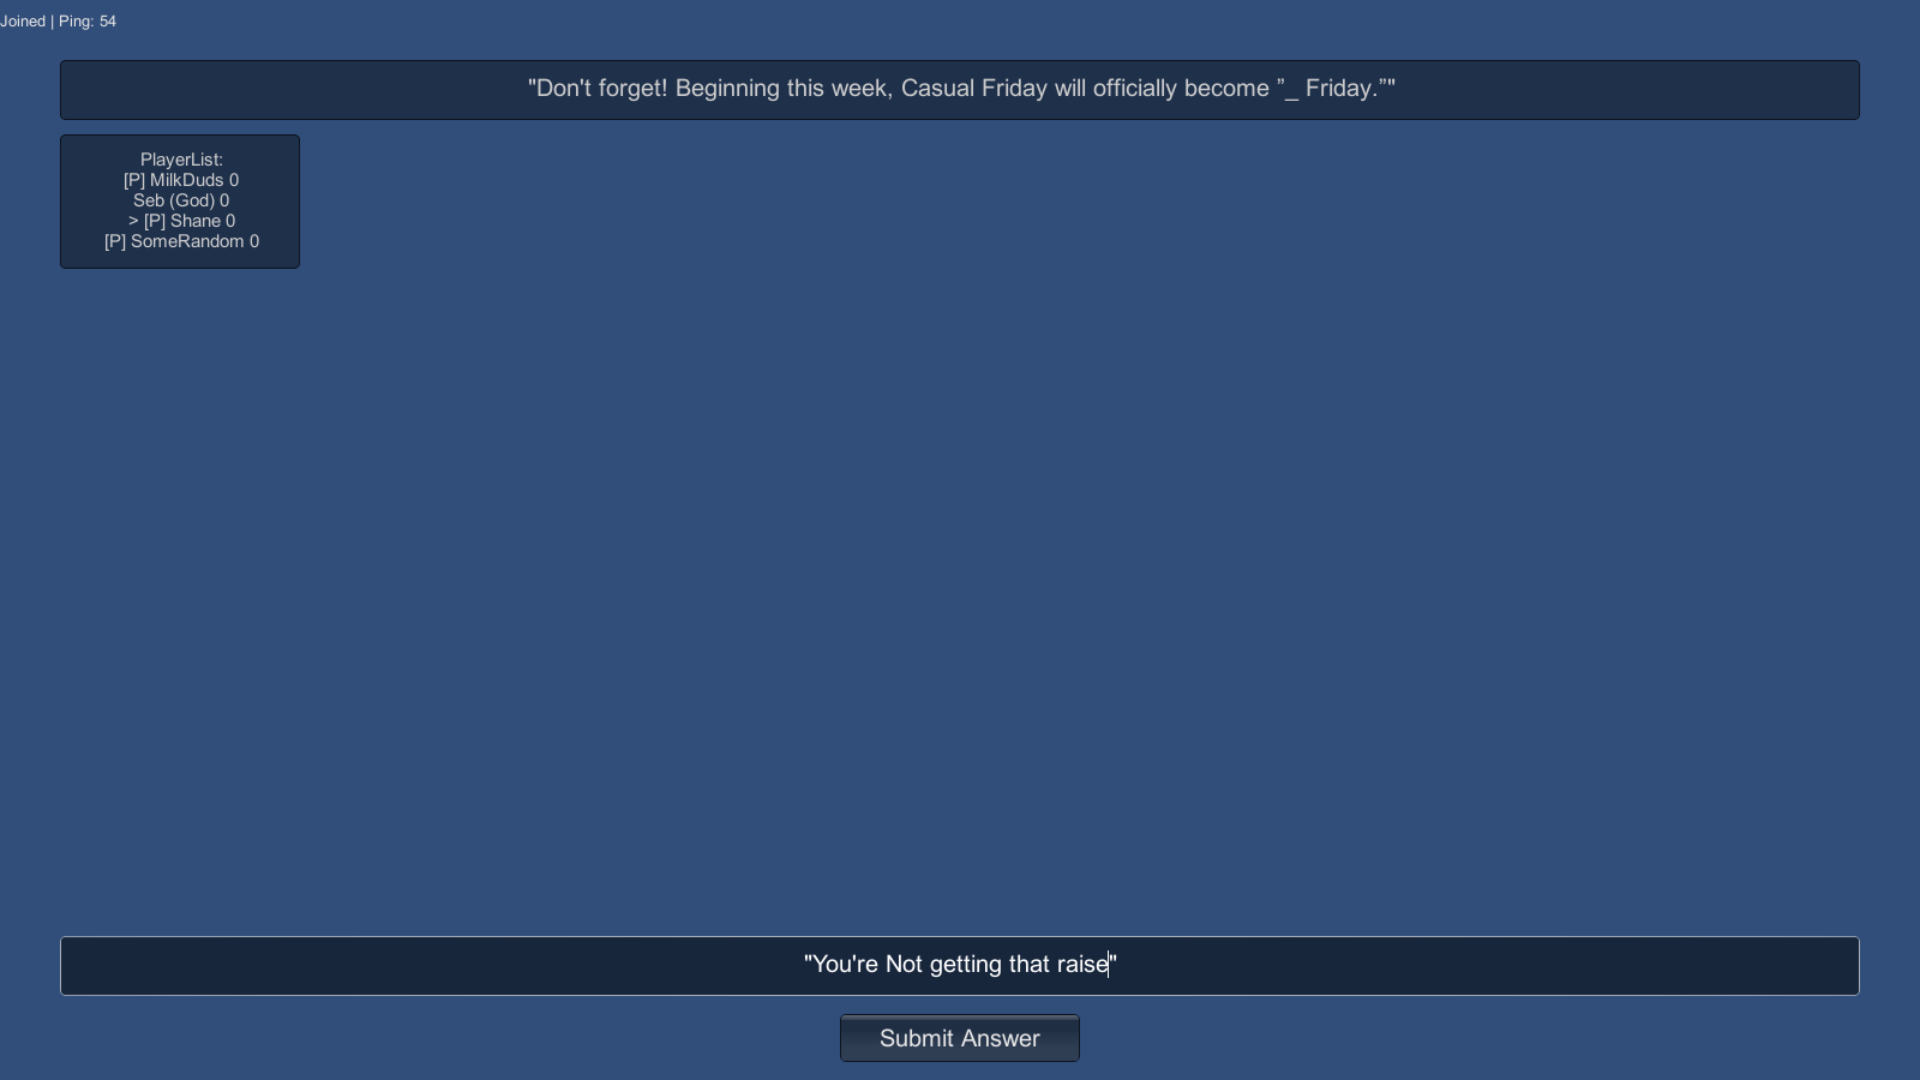 Joined | Ping: 54
"Don't forget! Beginning this week, Casual Friday will officially become ”_ Friday.”"
PlayerList:
[P] MilkDuds 0
Seb (God) 0
> [P] Shane 0
[P] SomeRandom 0
"You're Not getting that raise"
Submit Answer